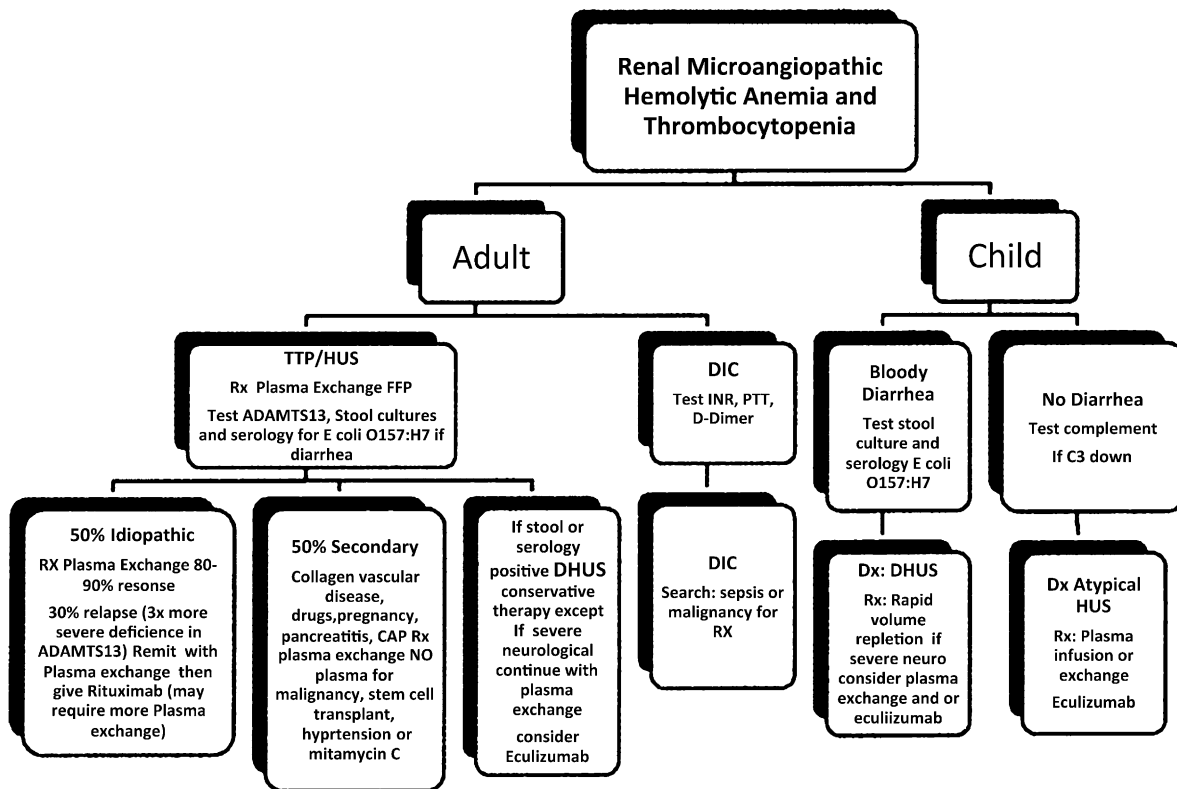 Renal Microangiopathic
Hemolytic Anemia and
Thrombocytopenia
Adult
Child
TTP/HUS
Rx Plasma Exchange FFP
Test ADAMTS13, Stool cultures
and serology for E coli O157:H7 if
diarrhea
DIC
Test INR, PTT,
D-Dimer
Bloody
Diarrhea
Test stool
culture and
serology E coli
O157:H7
No Diarrhea
Test complement
If C3 down
50% Idiopathic
RX Plasma Exchange 80-
90% resonse
30% relapse (3x more
severe deficience in
ADAMTS13) Remit with
Plasma exchange then
give Rituximab (may
require more Plasma
exchange)
50% Secondary
Collagen vascular
disease,
drugs,pregnancy,
pancreatitis, CAP Rx
plasma exchange NO
plasma for
malignancy, stem cell
transplant,
hyprtension or
mitamycin C
If stool or
serology
positive DHUS
conservative
therapy except
If severe
neurological
continue with
plasma
exchange
consider
Eculizumab
DIC
Search: sepsis or
malignancy for
RX
Dx: DHUS
Rx: Rapid
volume
repletion if
severe neuro
consider plasma
exchange and or
eculiizumab
Dx Atypical
HUS
Rx: Plasma
infusion or
exchange
Eculizumab